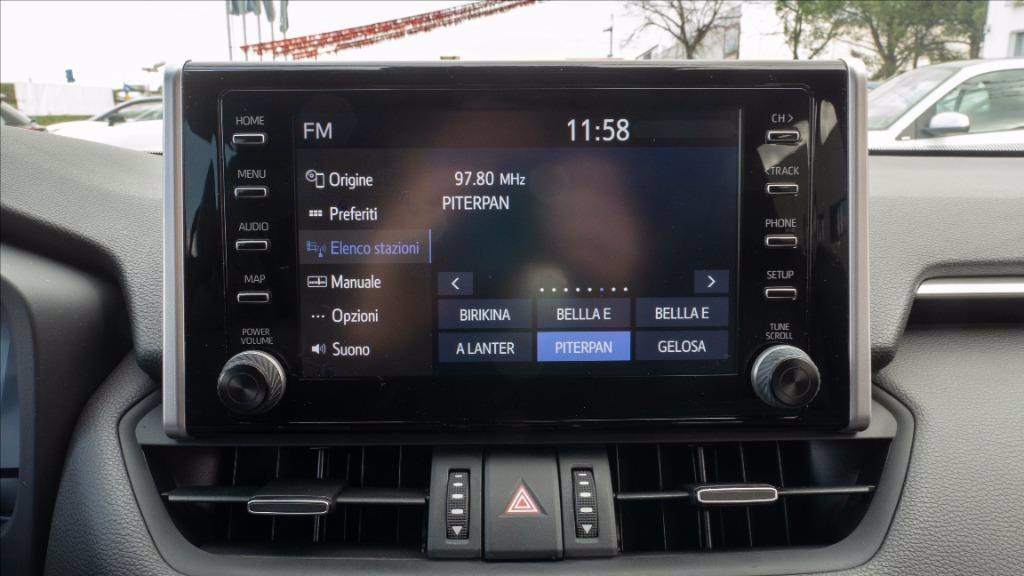 HOME
MENU
AUDIO
MAP
POWER
VOLUME
FM
11:58
Origine
Preferiti
Elenco stazioni
Manuale
Opzioni
Suono
97.80 MHz
PITERPAN
<
>
BIRIKINA
BELLLA E
BELLLA E
A LANTER
PITERPAN
GELOSA
CH >
< TRACK
PHONE
SETUP
TUNE
SCROLL